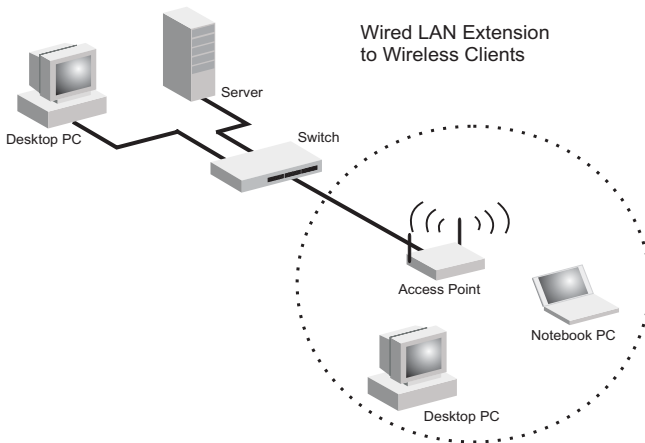 Wired LAN Extension
to Wireless Clients
Server
Desktop PC
Switch
Access Point
Notebook PC
Desktop PC